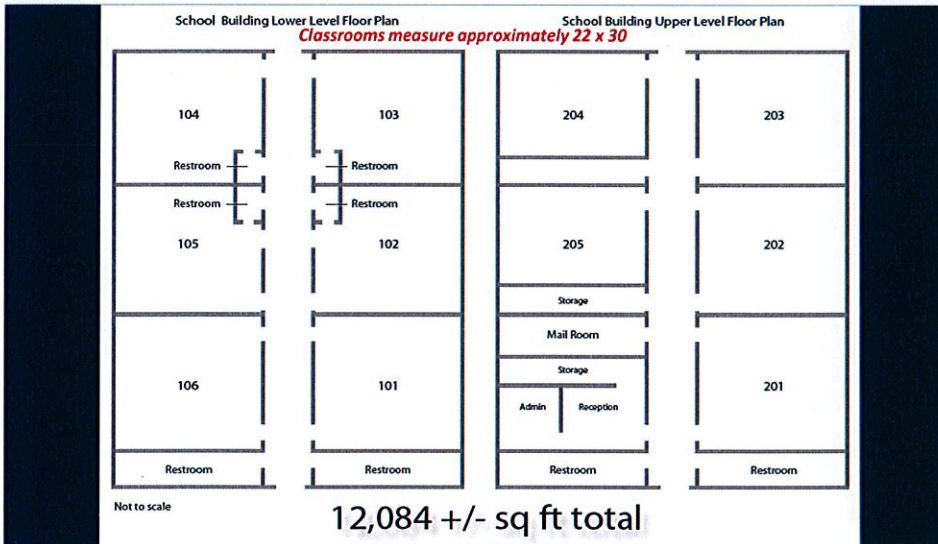 School Building Lower Level Floor Plan
School Building Upper Level Floor Plan
Classrooms measure approximately 22 x 30
104
103
Restroom
Restroom
Restroom
Restroom
105
102
106
101
Restroom
Restroom
204
203
205
202
Storage
Mail Room
Storage
201
Admin
Reception
Restroom
Restroom
Not to scale
12,084 +/- sq ft total